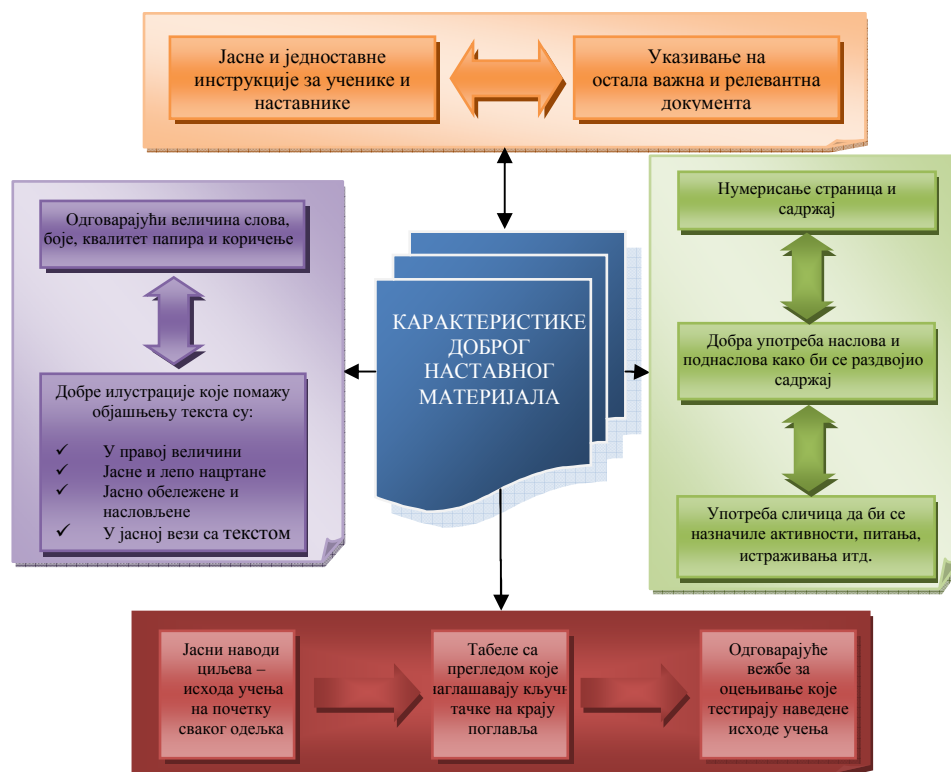 Јасне и једноставне
инструкције за ученике и
наставнике
Указивање на
остала важна и релевантна
документа
Одговарајући величина слова,
боје, квалитет папира и коричење
Добре илустрације које помажу
објашњењу текста су:
✓ У правој величини
✓ Јасне и лепо нацртане
✓ Јасно обележене и
насловљене
✓ У јасној вези са текстом
КАРАКТЕРИСТИКЕ
ДОБРОГ
НАСТАВНОГ
МАТЕРИЈАЛА
Нумерисање страница и
садржај
Добра употреба наслова и
поднаслова како би се раздвојио
садржај
Употреба сличица да би се
назначиле активности, питања,
истраживања итд.
Јасни наводи
циљева –
исхода учења
на почетку
сваког одељка
Табеле са
прегледом које
наглашавају кључне
тачке на крају
поглавља
Одговарајуће
вежбе за
оцењивање које
тестирају наведене
исходе учења